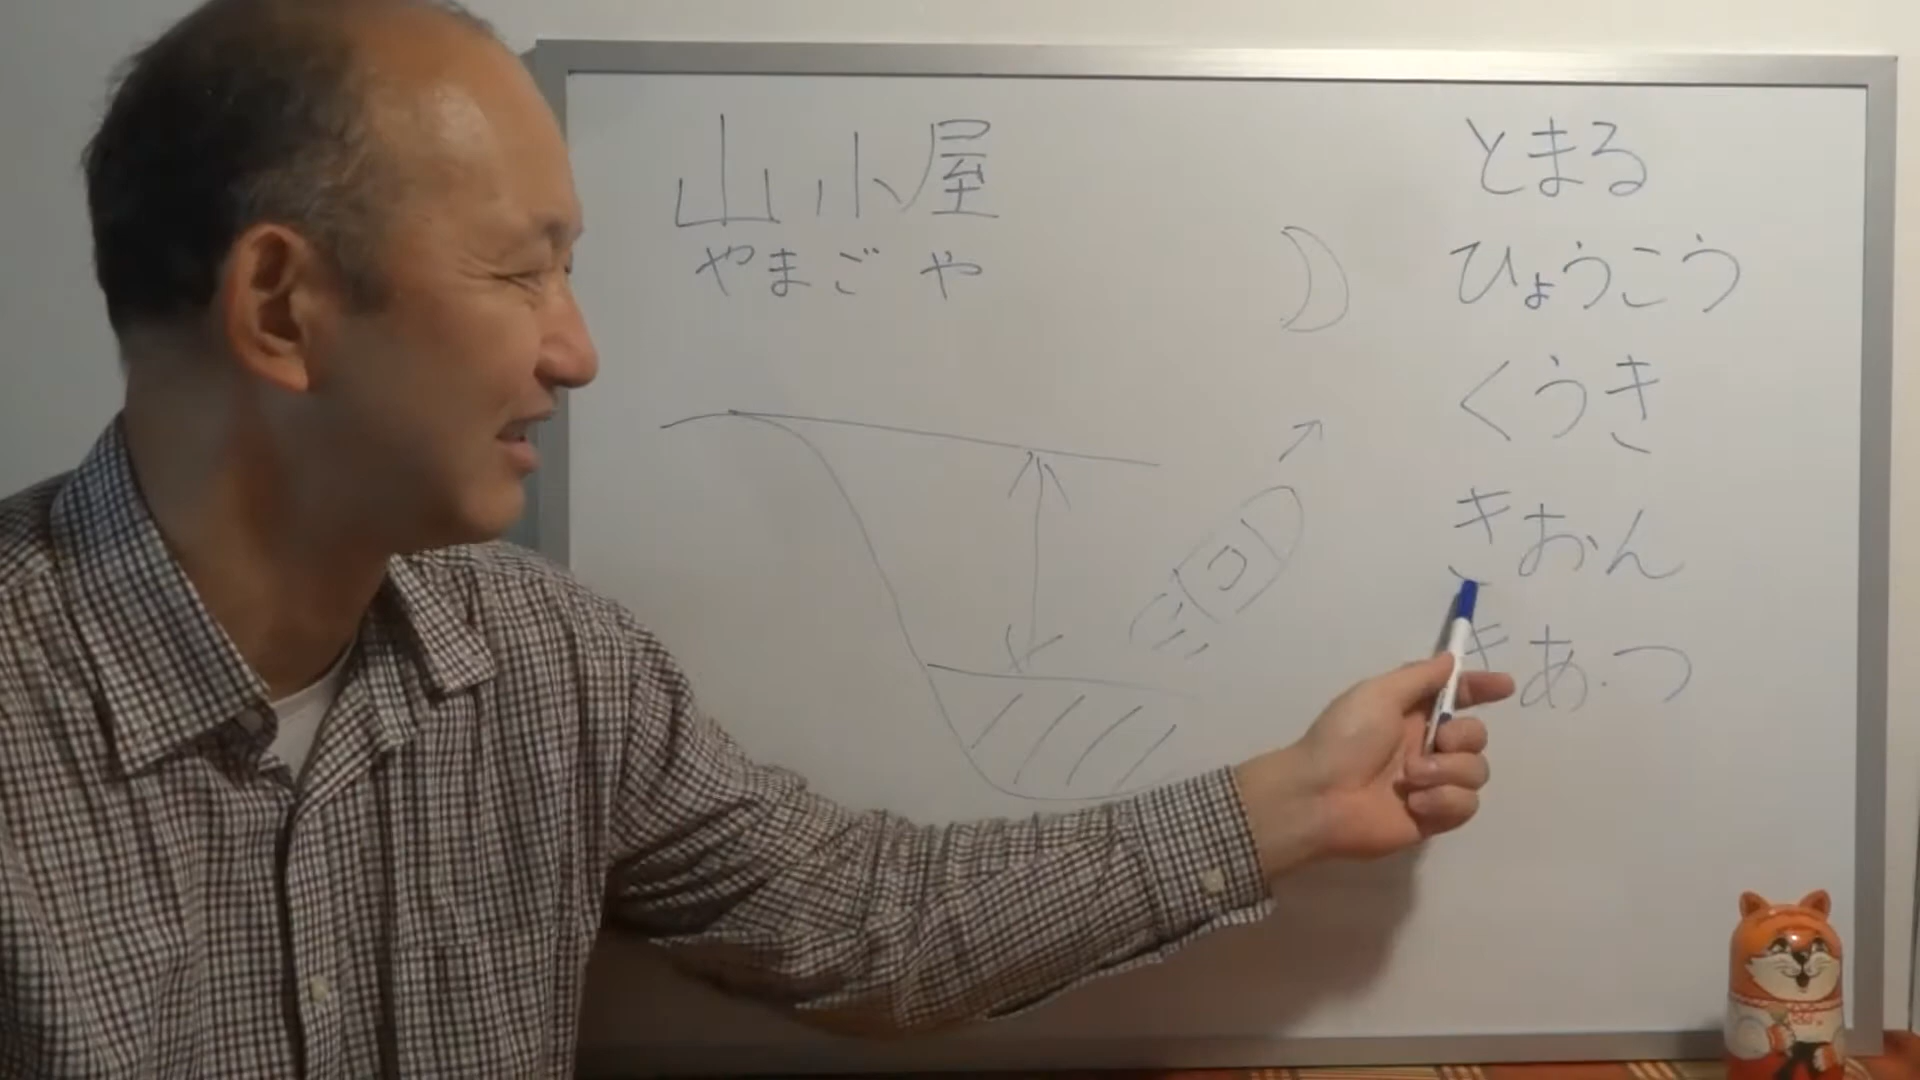 山小屋
やまごや
とまる
ひょうこう
くうき
きおん
きあつ